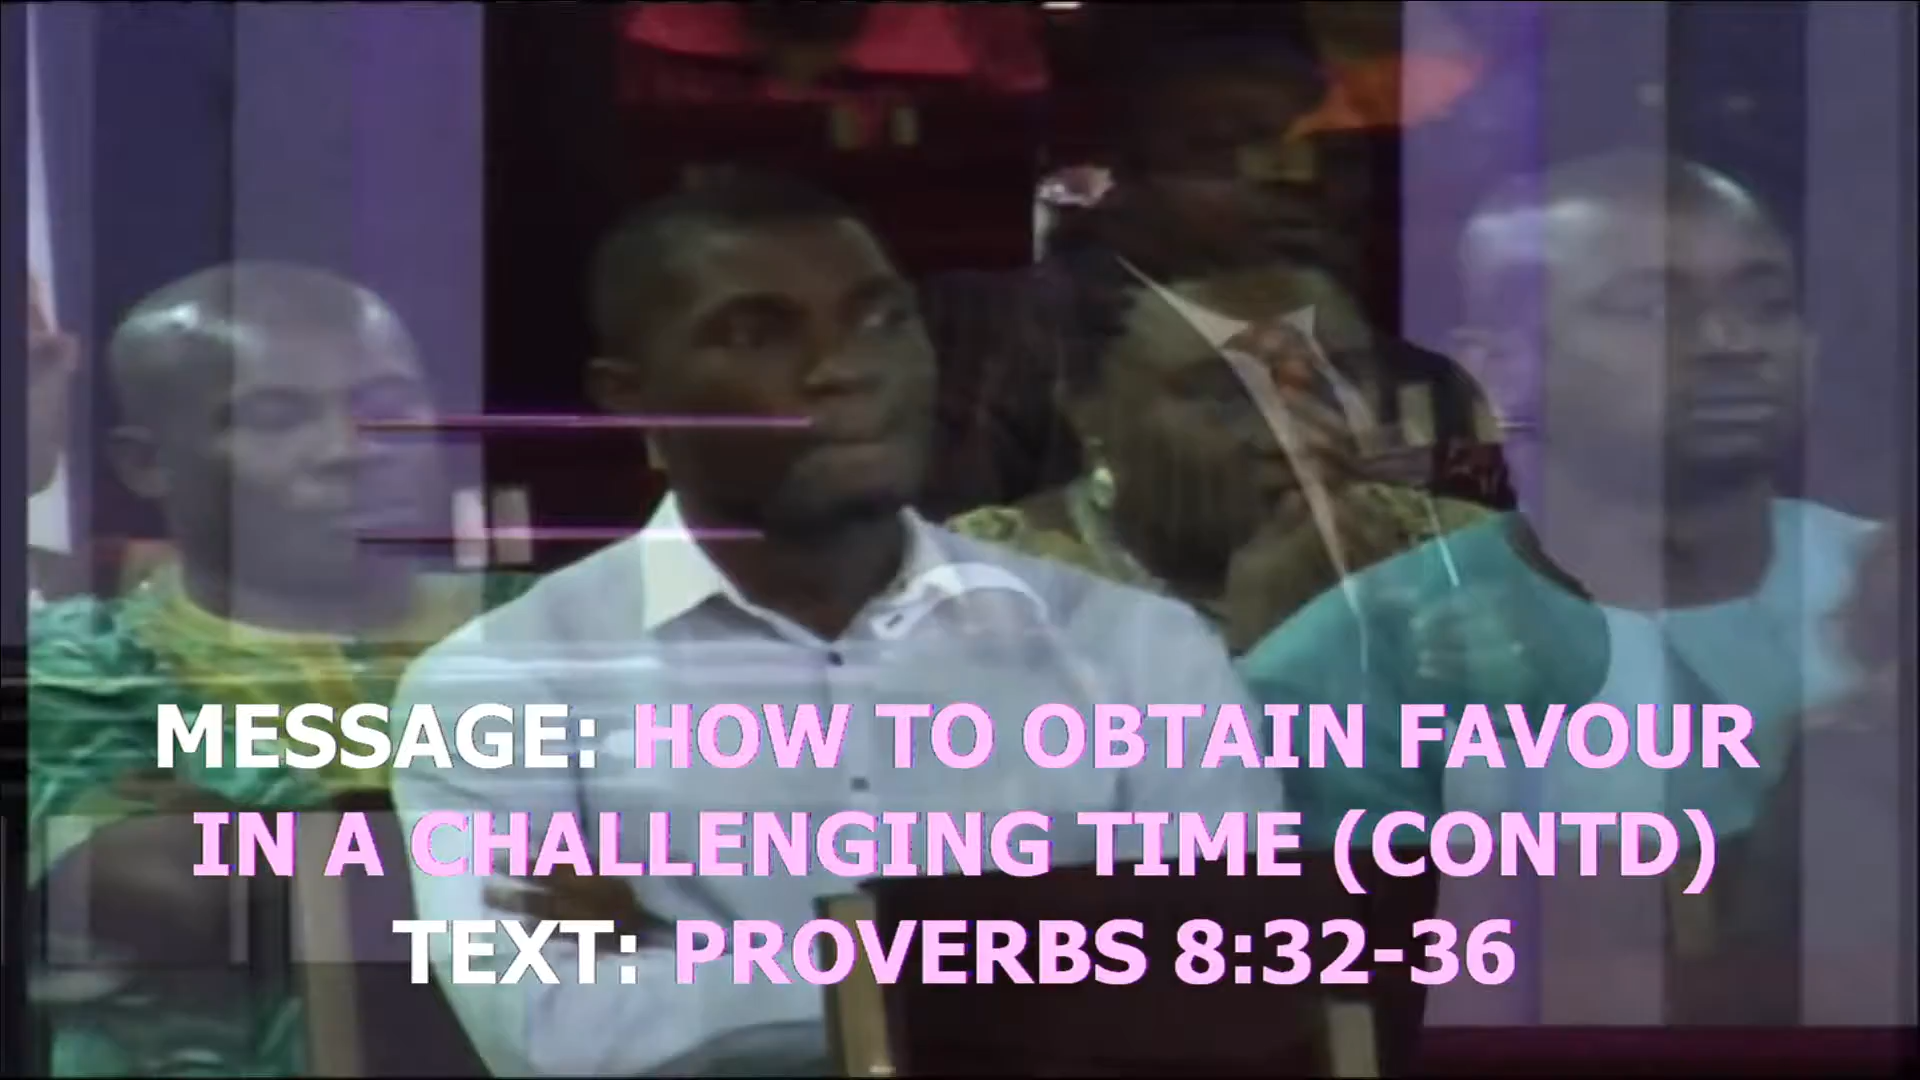 MESSAGE: HOW TO OBTAIN FAVOUR
IN A CHALLENGING TIME (CONTD)
TEXT: PROVERBS 8:32-36